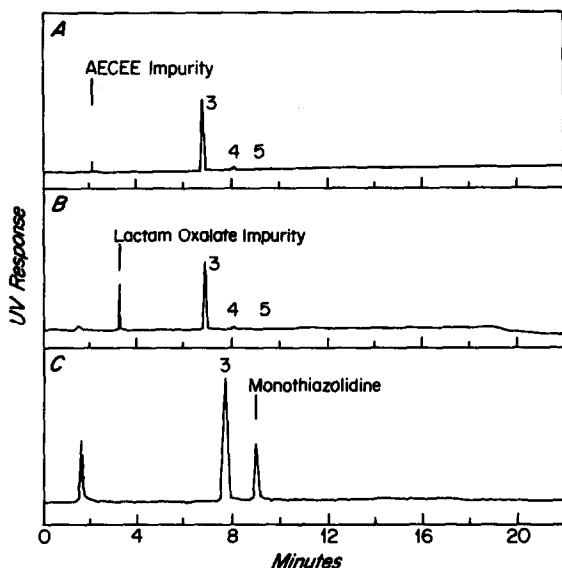 A
AECEE Impurity
3
4 5
B
Lactam Oxalate Impurity
3
4 5
C
3
Monothiazolidine
UV Response
0 4 8 12 16 20
Minutes